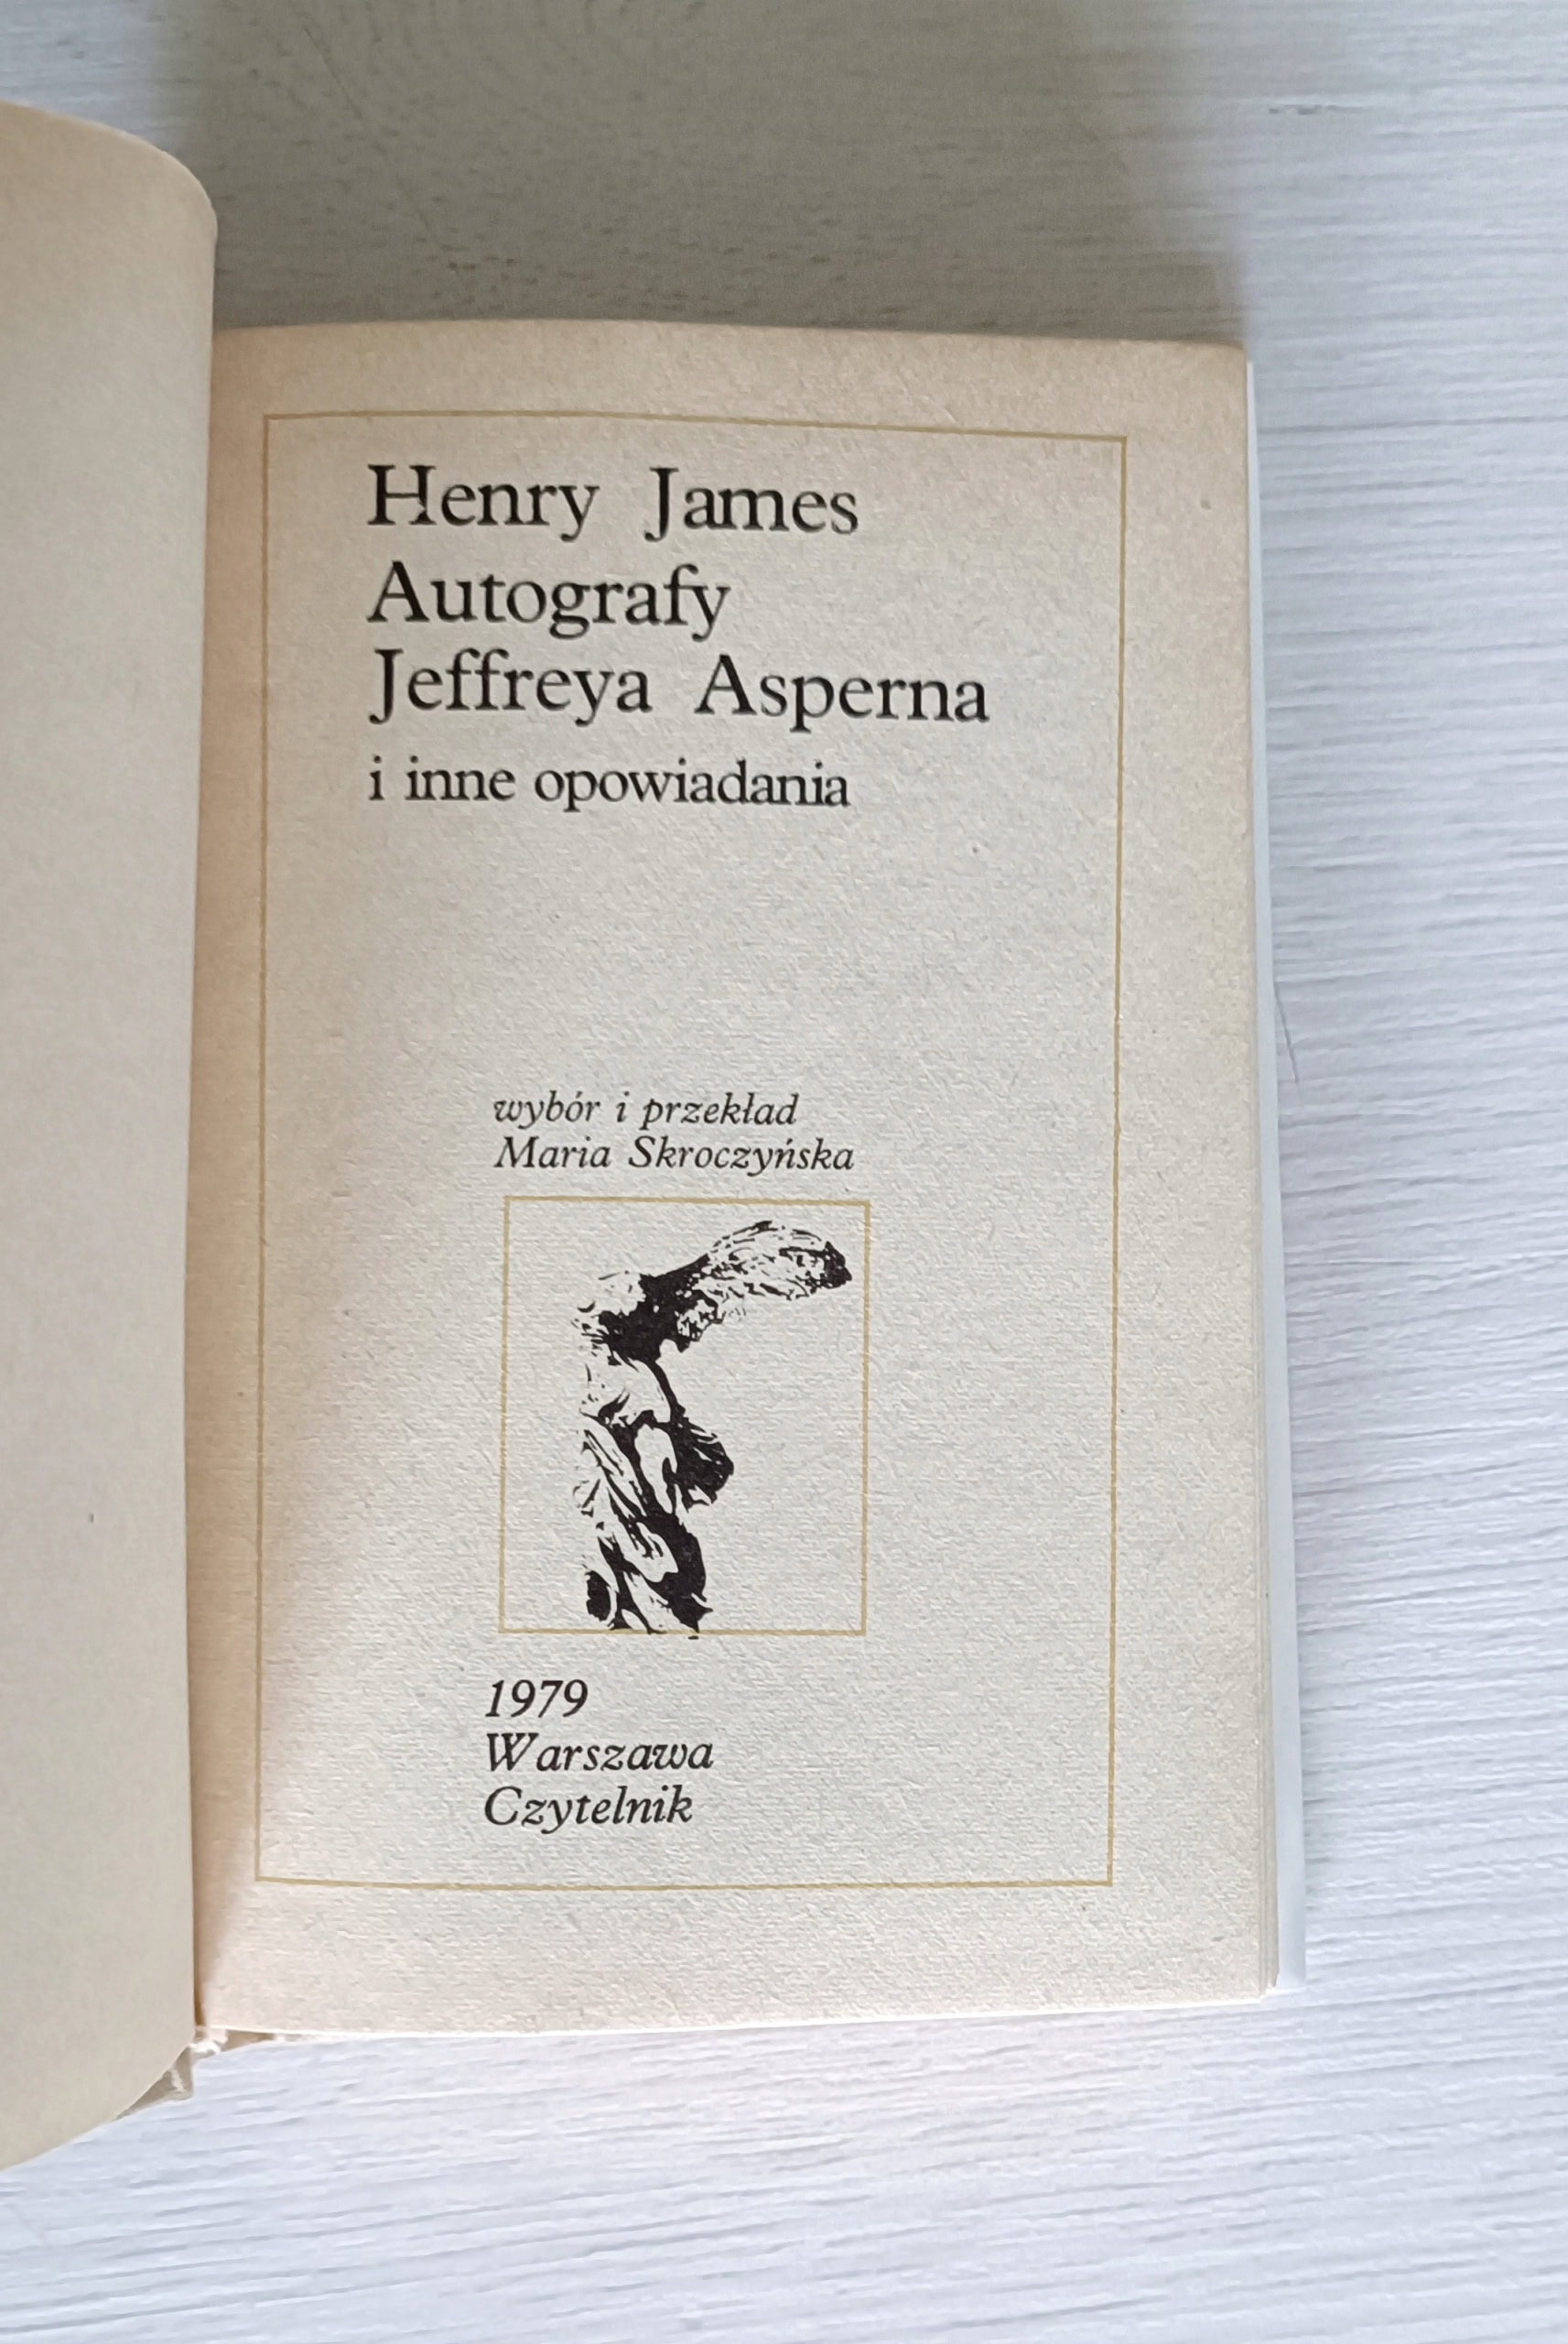 Henry James
Autografy
Jeffreya Asperna
i inne opowiadania
wybór i przekład
Maria Skroczyńska
1979
Warszawa
Czytelnik